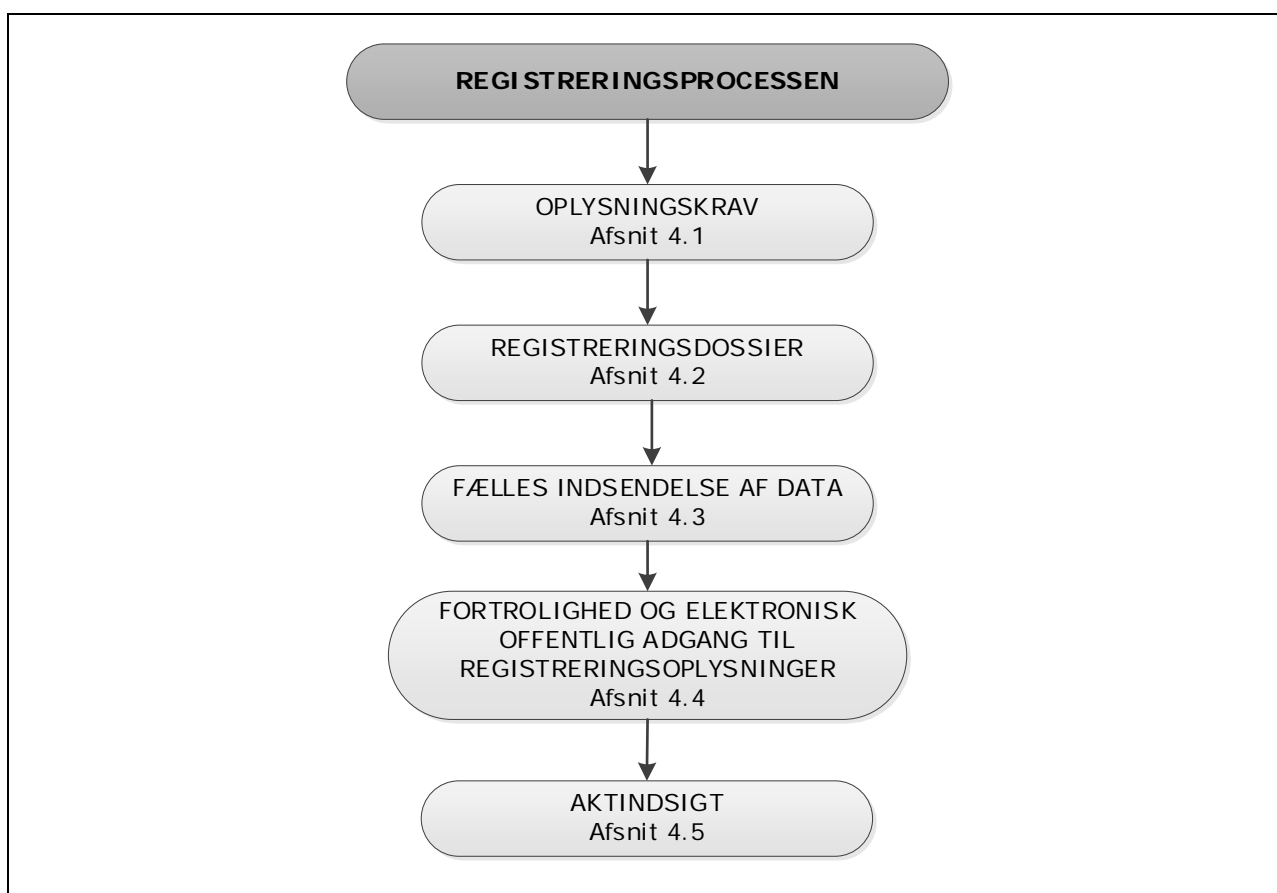 REGISTRERINGSPROCESSEN
OPLYSNINGSKRAV
Afsnit 4.1
REGISTRERINGSDOSSIER
Afsnit 4.2
FÆLLES INDSENDELSE AF DATA
Afsnit 4.3
FORTROLIGHED OG ELEKTRONISK
OFFENTLIG ADGANG TIL
REGISTRERINGSOPLYSNINGER
Afsnit 4.4
AKTINDSIGT
Afsnit 4.5